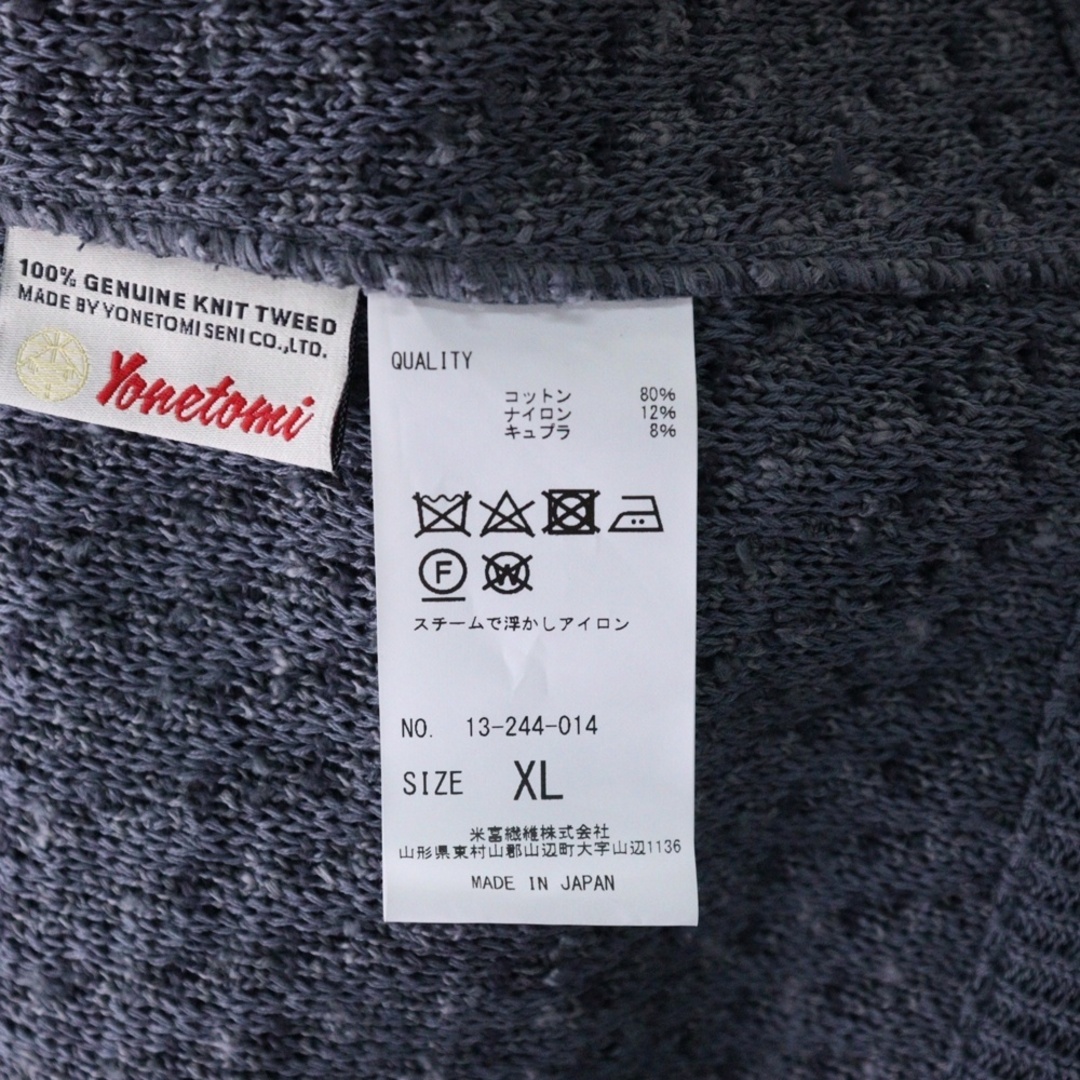 100% GENUINE KNIT TWEED
MADE BY YONETOMI SENI CO.,LTD.
Yonetomi
QUALITY
コットン 80%
ナイロン 12%
キュプラ 8%
F W
スチームで浮かしアイロン
NO. 13-244-014
SIZE XL
米富繊維株式会社
山形県東村山郡山辺町大字山辺1136
MADE IN JAPAN